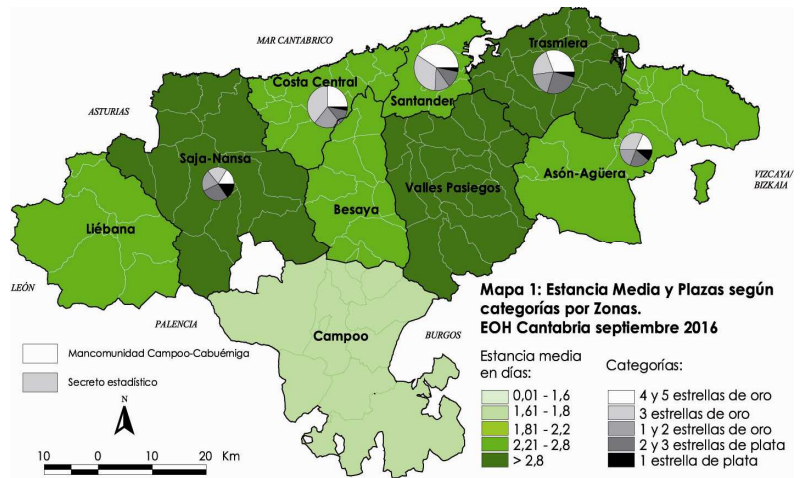 MAR CANTABRICO
Trasmiera
Costa Central
Santander
ASTURIAS
Saja-Nansa
Valles Pasiegos
Asón-Agüera
VIZCAYA/
BIZKAIA
Besaya
Liébana
LEÓN
PALENCIA
Campoo
BURGOS
Mapa 1: Estancia Media y Plazas según
categorías por Zonas.
EOH Cantabria septiembre 2016
Mancomunidad Campoo-Cabuérniga
Secreto estadístico
N
10 0 10 20 Km
Estancia media
en días:
0,01 - 1,6
1,61 - 1,8
1,81 - 2,2
2,21 - 2,8
> 2,8
Categorías:
4 y 5 estrellas de oro
3 estrellas de oro
1 y 2 estrellas de oro
2 y 3 estrellas de plata
1 estrella de plata